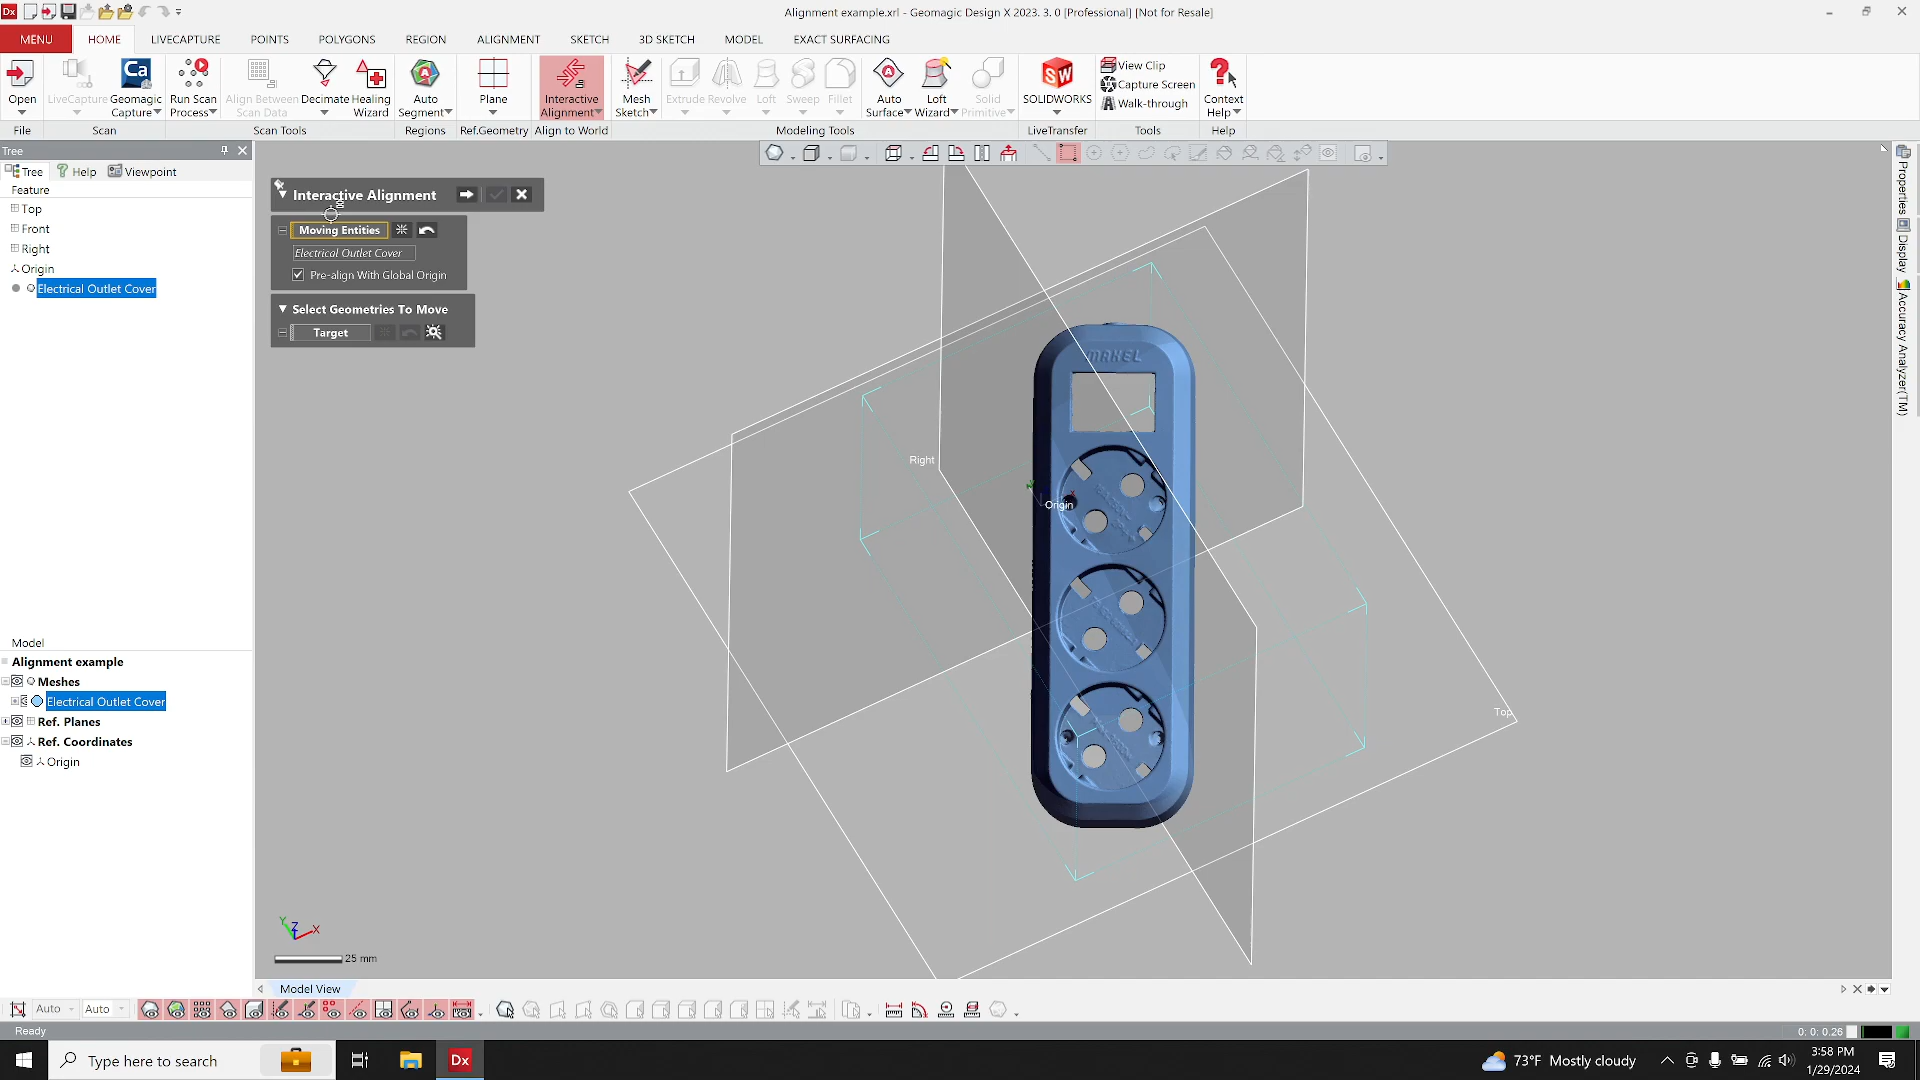 Alignment example.xrl - Geomagic Design X 2023. 3. 0 [Professional] [Not for Resale]
MENU HOME LIVECAPTURE POINTS POLYGONS REGION ALIGNMENT SKETCH 3D SKETCH MODEL EXACT SURFACING
Open
LiveCapture
Geomagic Capture
Run Scan Process
Align Between Scan Data
Decimate
Healing Wizard
Auto Segment
Plane
Interactive Alignment
Mesh Sketch
Extrude
Revolve
Loft
Sweep
Fillet
Auto Surface
Loft Wizard
Solid Primitive
SOLIDWORKS
View Clip
Capture Screen
Walk-through
Context Help
File Scan Scan Tools Regions Ref.Geometry Align to World Modeling Tools LiveTransfer Tools Help
Tree
Tree Help Viewpoint
Feature
Top
Front
Right
Origin
Electrical Outlet Cover
Model
Alignment example
Meshes
Electrical Outlet Cover
Ref. Planes
Ref. Coordinates
Origin
Interactive Alignment
Moving Entities
Electrical Outlet Cover
Pre-align With Global Origin
Select Geometries To Move
Target
MAKEL
Right
Origin
Top
Y Z X
25 mm
Properties
Display
Accuracy Analyzer(TM)
Model View
Auto Auto
Ready
0: 0: 0.26
Type here to search
73°F Mostly cloudy
3:58 PM
1/29/2024